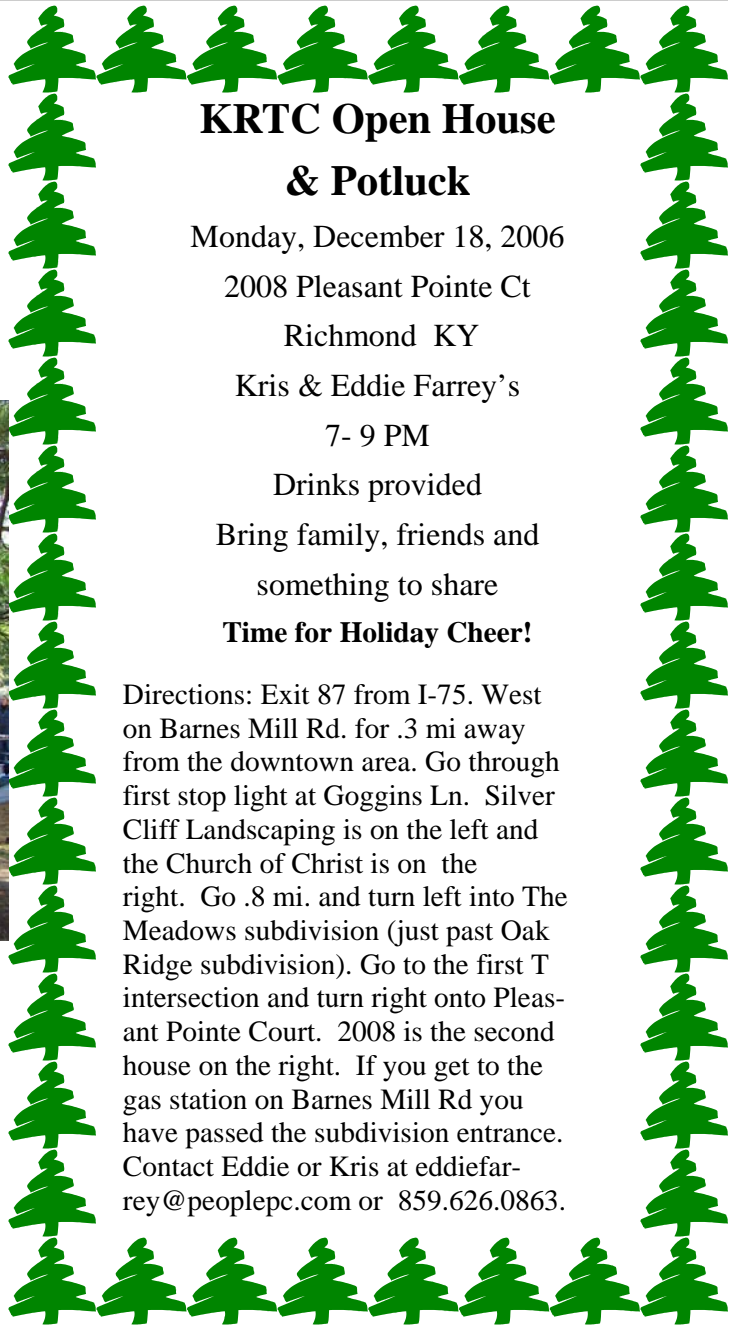 KRTC Open House
& Potluck
Monday, December 18, 2006
2008 Pleasant Pointe Ct
Richmond  KY
Kris & Eddie Farrey’s
7- 9 PM
Drinks provided
Bring family, friends and
something to share
Time for Holiday Cheer!
Directions: Exit 87 from I-75. West
on Barnes Mill Rd. for .3 mi away
from the downtown area. Go through
first stop light at Goggins Ln.  Silver
Cliff Landscaping is on the left and
the Church of Christ is on  the
right.  Go .8 mi. and turn left into The
Meadows subdivision (just past Oak
Ridge subdivision). Go to the first T
intersection and turn right onto Pleas-
ant Pointe Court.  2008 is the second
house on the right.  If you get to the
gas station on Barnes Mill Rd you
have passed the subdivision entrance.
Contact Eddie or Kris at eddiefar-
rey@peoplepc.com or  859.626.0863.